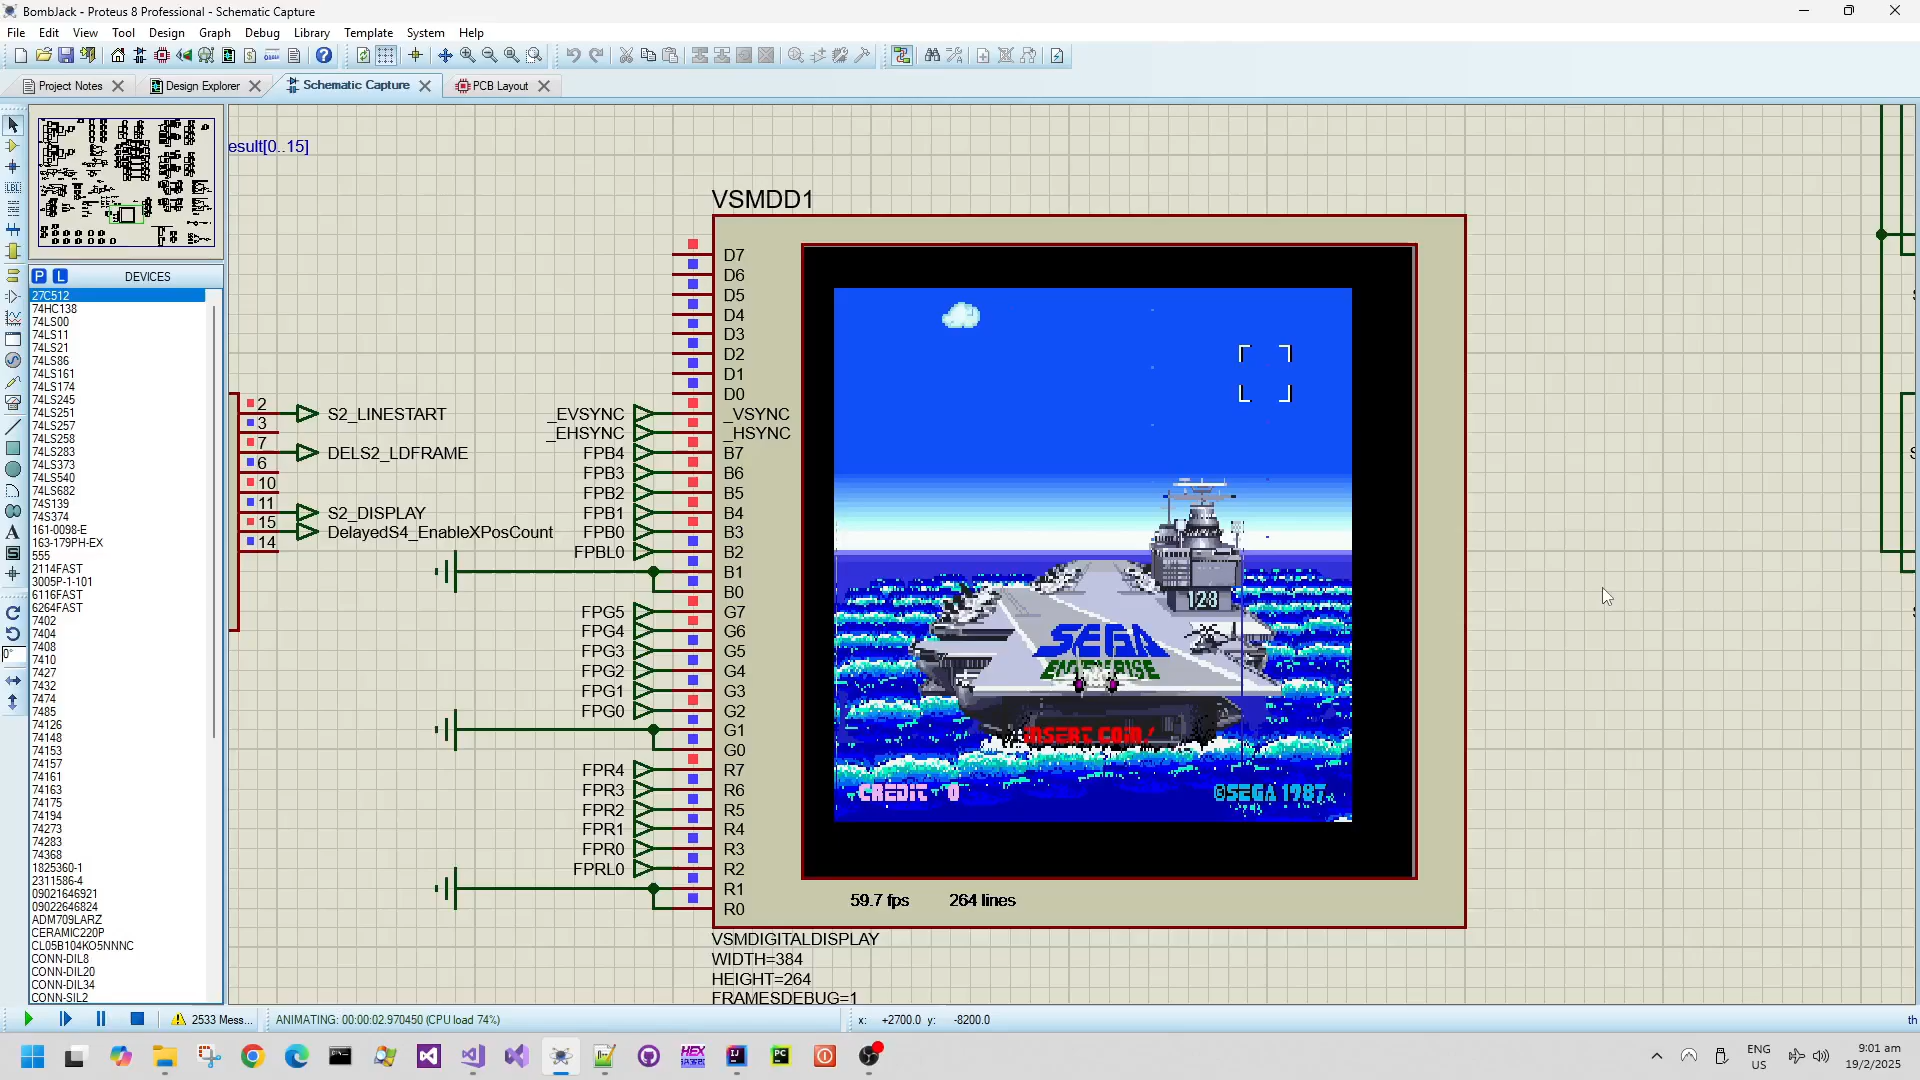 BombJack - Proteus 8 Professional - Schematic Capture
File Edit View Tool Design Graph Debug Library Template System Help
Project Notes
Design Explorer
Schematic Capture
PCB Layout
esult[0..15]
P L DEVICES
27C512
74HC138
74LS00
74LS11
74LS21
74LS86
74LS161
74LS174
74LS245
74LS251
74LS257
74LS258
74LS283
74LS373
74LS540
74LS682
74S139
74S374
161-0098-E
163-179PH-EX
555
2114FAST
3005P-1-101
6116FAST
6264FAST
7402
7404
7408
7410
7427
7432
7474
7485
74126
74148
74153
74157
74161
74163
74175
74194
74273
74283
74368
1825360-1
2311586-4
09021646921
09022646824
ADM709LARZ
CERAMIC220P
CL05B104KO5NNNC
CONN-DIL8
CONN-DIL20
CONN-DIL34
CONN-SIL2
LBL
A
S
0°
2 S2_LINESTART
3
7 DELS2_LDFRAME
6
10
11 S2_DISPLAY
15 DelayedS4_EnableXPosCount
14
VSMDD1
D7
D6
D5
D4
D3
D2
D1
D0
_EVSYNC _VSYNC
_EHSYNC _HSYNC
FPB4 B7
FPB3 B6
FPB2 B5
FPB1 B4
FPB0 B3
FPBL0 B2
B1
B0
FPG5 G7
FPG4 G6
FPG3 G5
FPG2 G4
FPG1 G3
FPG0 G2
G1
G0
FPR4 R7
FPR3 R6
FPR2 R5
FPR1 R4
FPR0 R3
FPRL0 R2
R1
R0
128
SEGA
ENTERPRISE
INSERT COIN!
CREDIT 0
©SEGA 1987
59.7 fps 264 lines
VSMDIGITALDISPLAY
WIDTH=384
HEIGHT=264
FRAMESDEBUG=1
2533 Mess...
ANIMATING: 00:00:02.970450 (CPU load 74%)
x: +2700.0 y: -8200.0
th
HEX
IJ
PC
ENG
US
9:01 am
19/2/2025